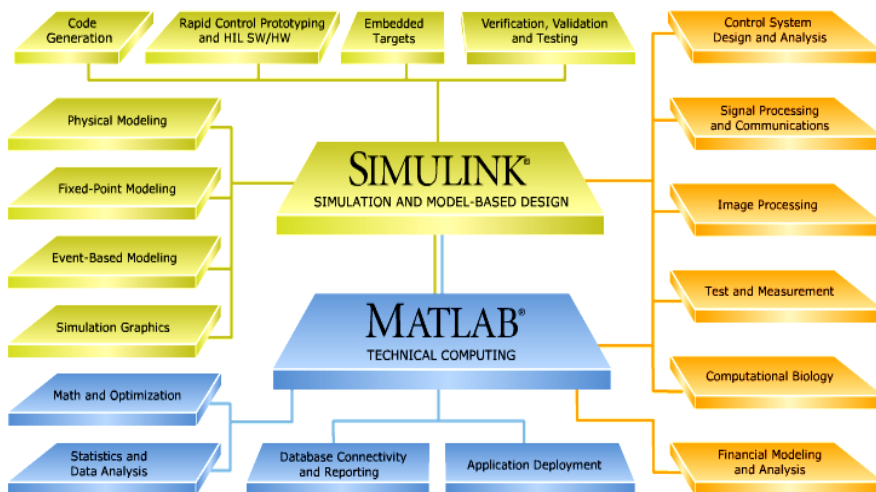 Code
Generation
Rapid Control Prototyping
and HIL SW/HW
Embedded
Targets
Verification, Validation
and Testing
Control System
Design and Analysis
Physical Modeling
Signal Processing
and Communications
SIMULINK®
SIMULATION AND MODEL-BASED DESIGN
Fixed-Point Modeling
Image Processing
Event-Based Modeling
Test and Measurement
Simulation Graphics
MATLAB®
TECHNICAL COMPUTING
Math and Optimization
Computational Biology
Statistics and
Data Analysis
Database Connectivity
and Reporting
Application Deployment
Financial Modeling
and Analysis